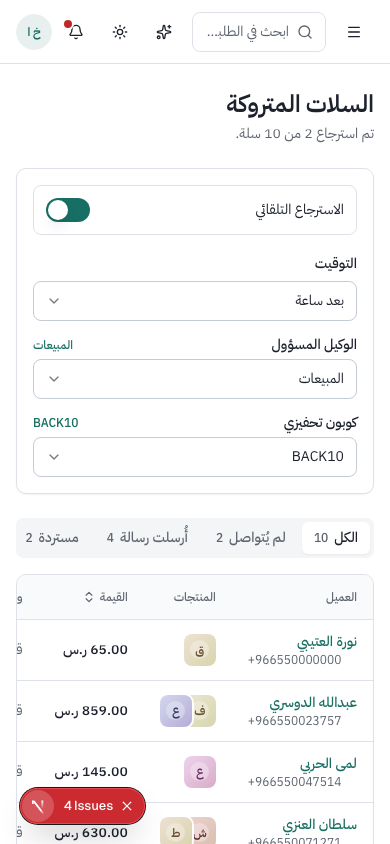 ابحث في الطلبـ...
خ ا
السلات المتروكة
تم استرجاع 2 من 10 سلة.
الاسترجاع التلقائي
التوقيت
بعد ساعة
الوكيل المسؤول
المبيعات
المبيعات
كوبون تحفيزي
BACK10
BACK10
الكل 10
لم يُتواصل 2
أُرسلت رسالة 4
مستردة 2
العميل
المنتجات
القيمة
نورة العتيبي
+966550000000
ق
65.00 ر.س
عبدالله الدوسري
+966550023757
ف
ع
859.00 ر.س
لمى الحربي
+966550047514
ع
145.00 ر.س
سلطان العنزي
+966550071271
ش
ط
630.00 ر.س
4 Issues